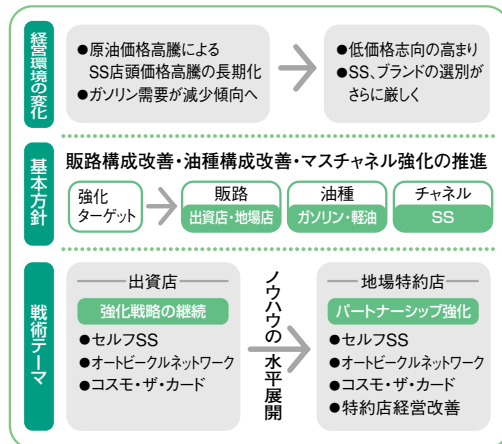 経営環境の変化
●原油価格高騰による
SS店頭価格高騰の長期化
●ガソリン需要が減少傾向へ
●低価格志向の高まり
●SS、ブランドの選別が
さらに厳しく
基本方針
販路構成改善・油種構成改善・マスチャネル強化の推進
強化
ターゲット
販路
出資店・地場店
油種
ガソリン・軽油
チャネル
SS
戦術テーマ
出資店
強化戦略の継続
●セルフSS
●オートビークルネットワーク
●コスモ・ザ・カード
ノウハウの
水平展開
地場特約店
パートナーシップ強化
●セルフSS
●オートビークルネットワーク
●コスモ・ザ・カード
●特約店経営改善